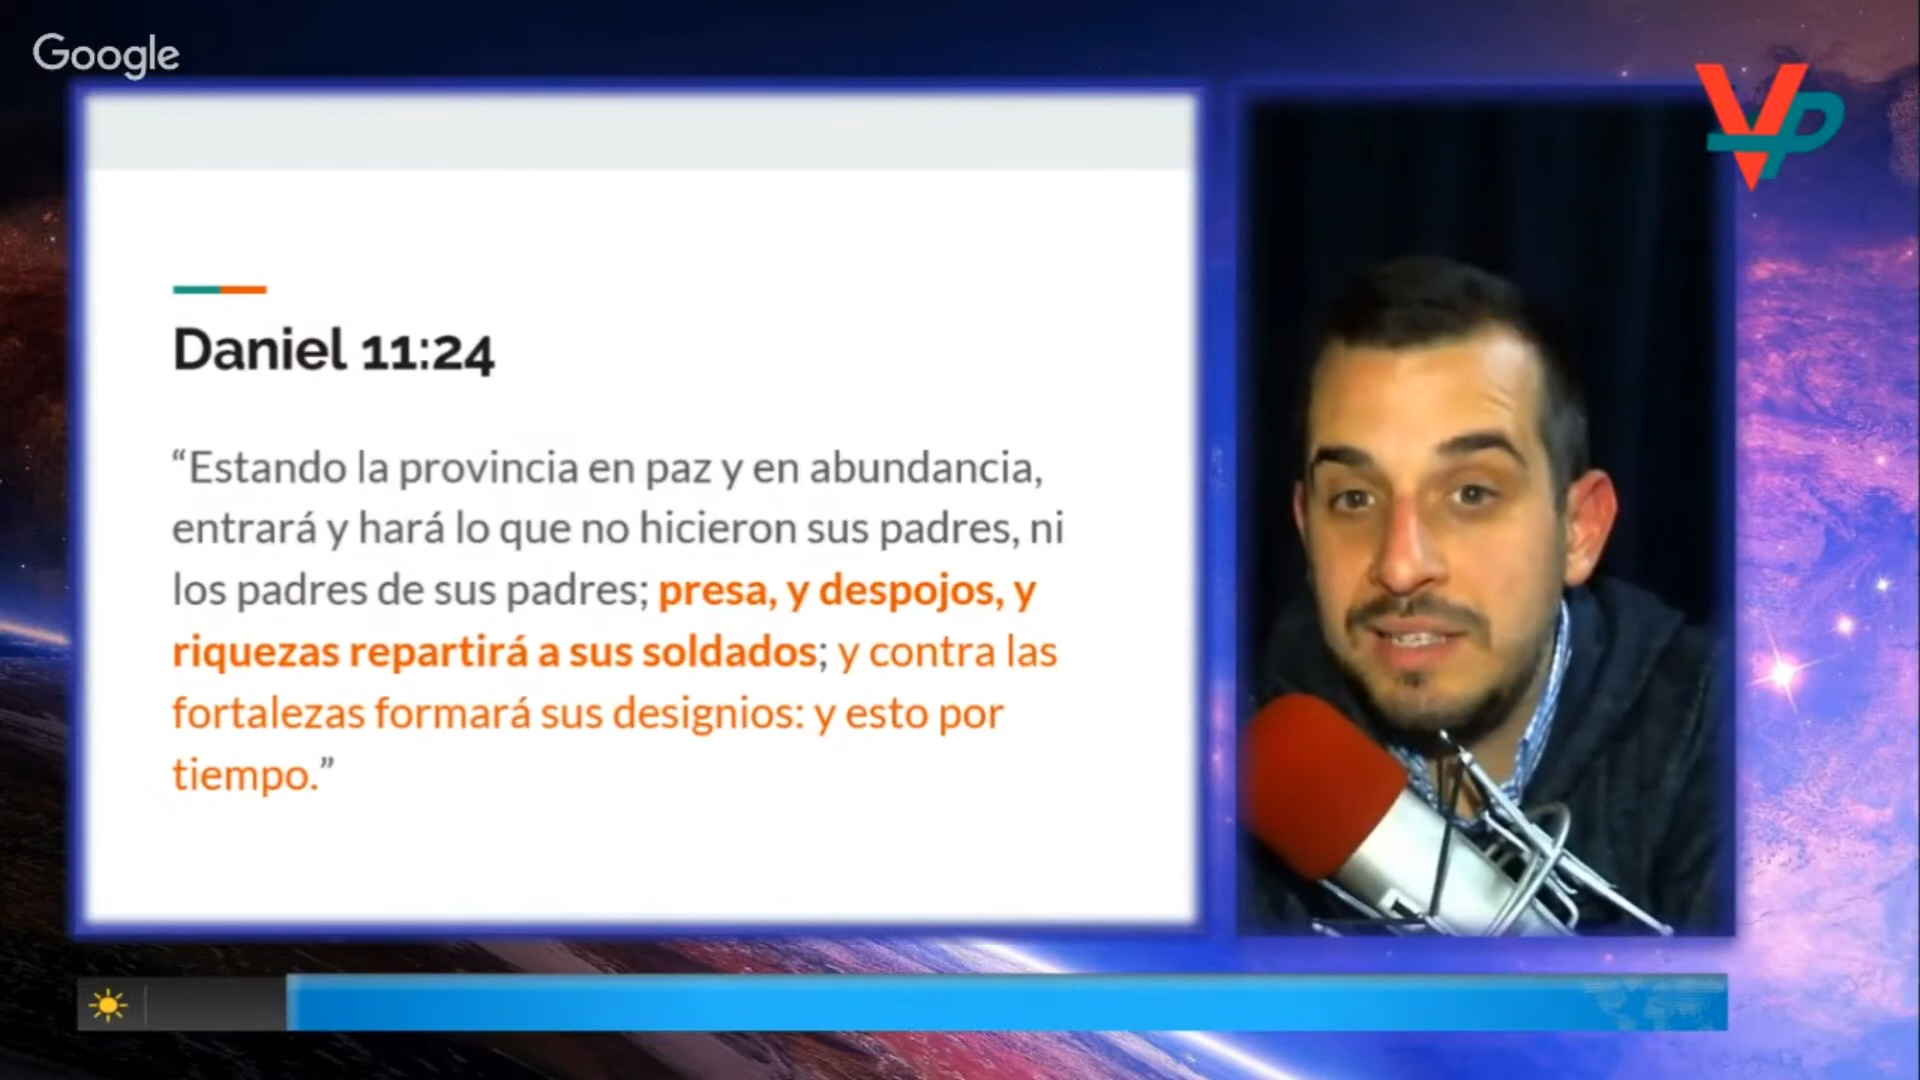 Google
VP
Daniel 11:24
“Estando la provincia en paz y en abundancia,
entrará y hará lo que no hicieron sus padres, ni
los padres de sus padres; presa, y despojos, y
riquezas repartirá a sus soldados; y contra las
fortalezas formará sus designios: y esto por
tiempo.”